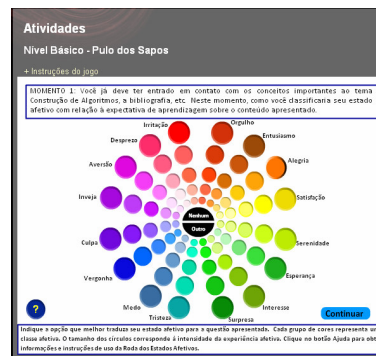 Atividades
Nível Básico - Pulo dos Sapos
+ Instruções do jogo
MOMENTO 1: Você já deve ter entrado em contato com os conceitos importantes ao tema
Construção de Algoritmos, a bibliografia, etc. Neste momento, como você classificaria seu estado
afetivo com relação à expectativa de aprendizagem sobre o conteúdo apresentado.
Irritação
Orgulho
Desprezo
Entusiasmo
Aversão
Alegria
Inveja
Satisfação
Nenhum
Outro
Culpa
Serenidade
Vergonha
Esperança
Medo
Interesse
Tristeza
Surpresa
?
Continuar
Indique a opção que melhor traduz seu estado afetivo para a questão apresentada. Cada grupo de cores representa um
classe afetiva. O tamanho dos círculos corresponde à intensidade da experiência afetiva. Clique no botão Ajuda para obt
informações e instruções de uso da Roda dos Estados Afetivos.